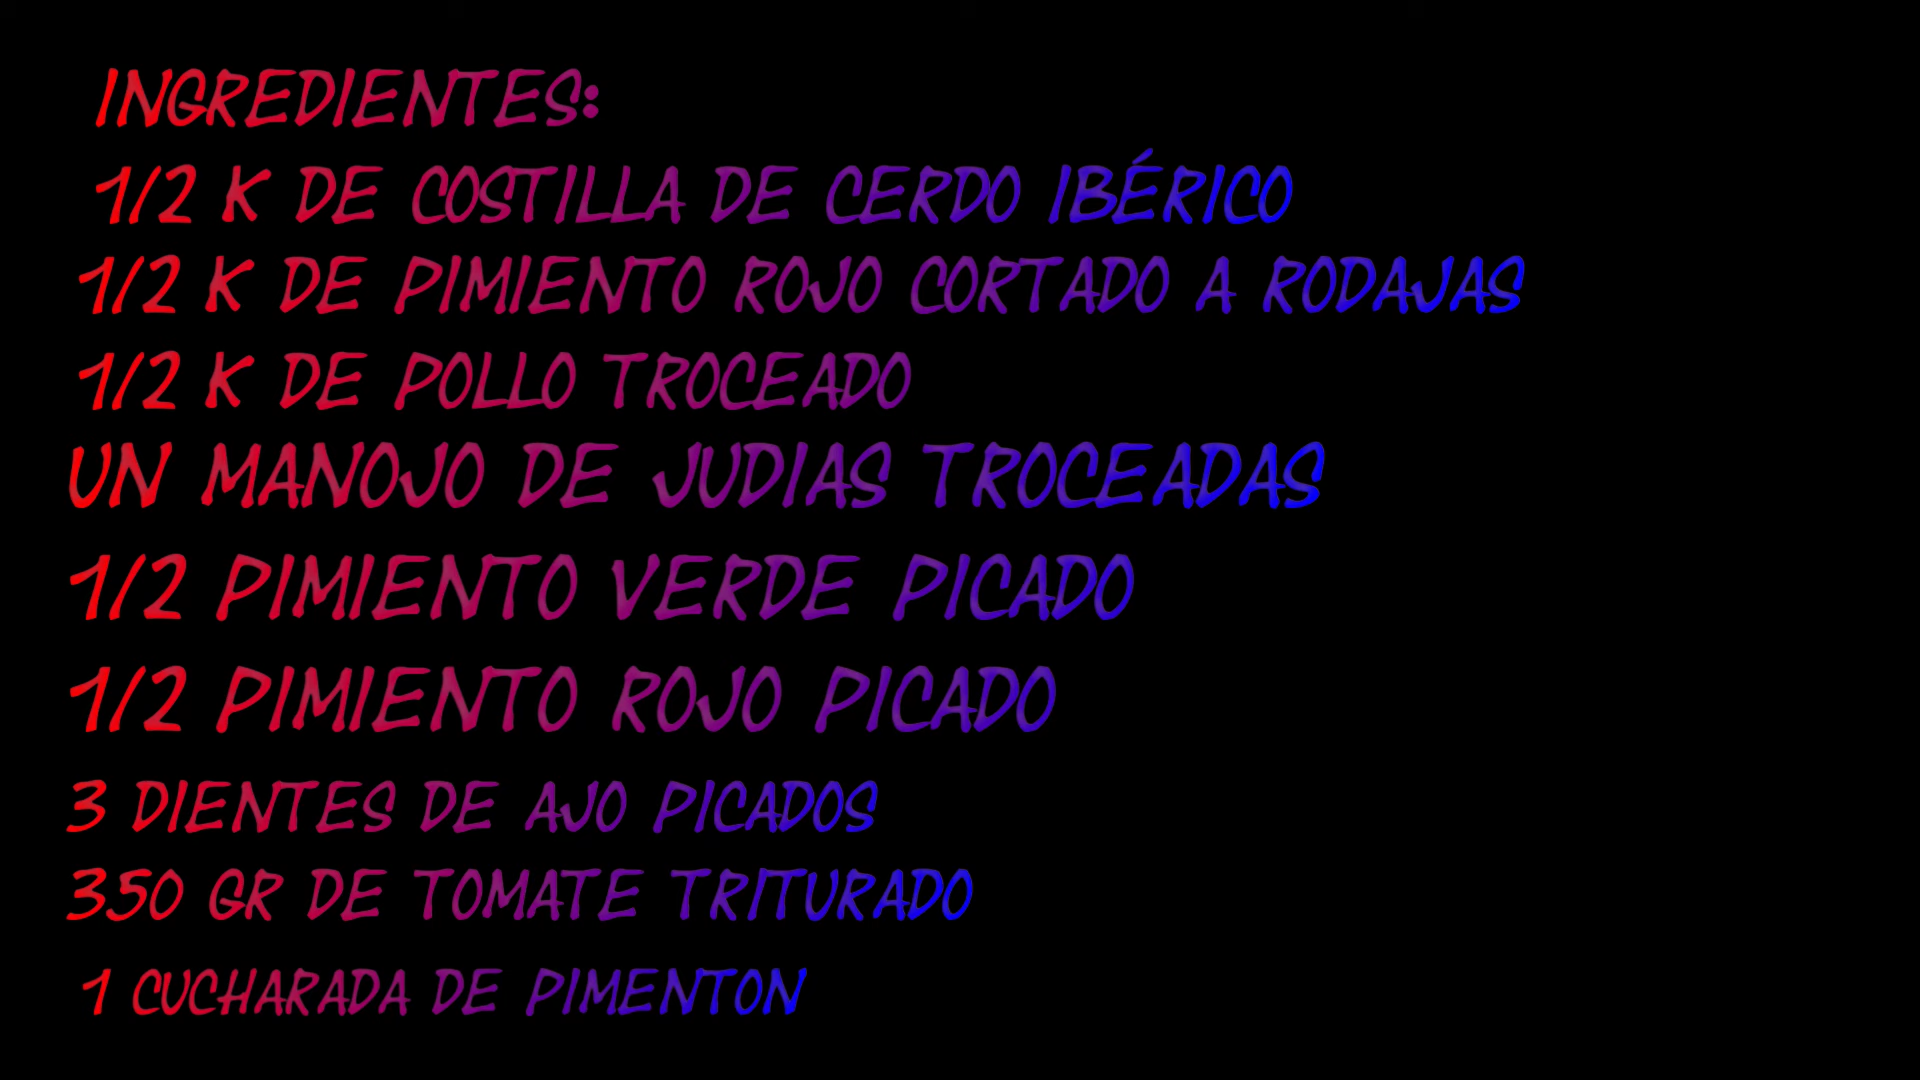 INGREDIENTES:
1/2 K DE COSTILLA DE CERDO IBÉRICO
1/2 K DE PIMIENTO ROJO CORTADO A RODAJAS
1/2 K DE POLLO TROCEADO
UN MANOJO DE JUDIAS TROCEADAS
1/2 PIMIENTO VERDE PICADO
1/2 PIMIENTO ROJO PICADO
3 DIENTES DE AJO PICADOS
350 GR DE TOMATE TRITURADO
1 CUCHARADA DE PIMENTON